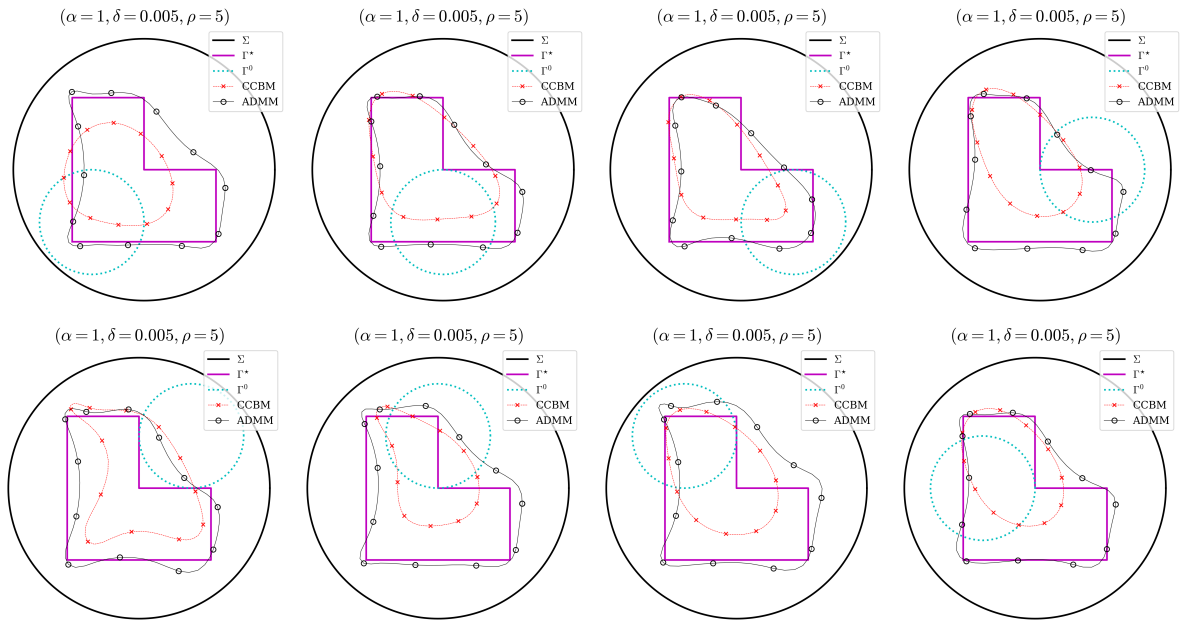 (α = 1, δ = 0.005, ρ = 5)
Σ
Γ*
Γ⁰
CCBM
ADMM
(α = 1, δ = 0.005, ρ = 5)
Σ
Γ*
Γ⁰
CCBM
ADMM
(α = 1, δ = 0.005, ρ = 5)
Σ
Γ*
Γ⁰
CCBM
ADMM
(α = 1, δ = 0.005, ρ = 5)
Σ
Γ*
Γ⁰
CCBM
ADMM
(α = 1, δ = 0.005, ρ = 5)
Σ
Γ*
Γ⁰
CCBM
ADMM
(α = 1, δ = 0.005, ρ = 5)
Σ
Γ*
Γ⁰
CCBM
ADMM
(α = 1, δ = 0.005, ρ = 5)
Σ
Γ*
Γ⁰
CCBM
ADMM
(α = 1, δ = 0.005, ρ = 5)
Σ
Γ*
Γ⁰
CCBM
ADMM